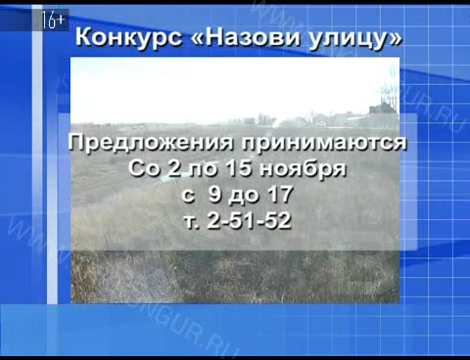 16+
Конкурс «Назови улицу»
Предложения принимаются
Со 2 по 15 ноября
с 9 до 17
т. 2-51-52